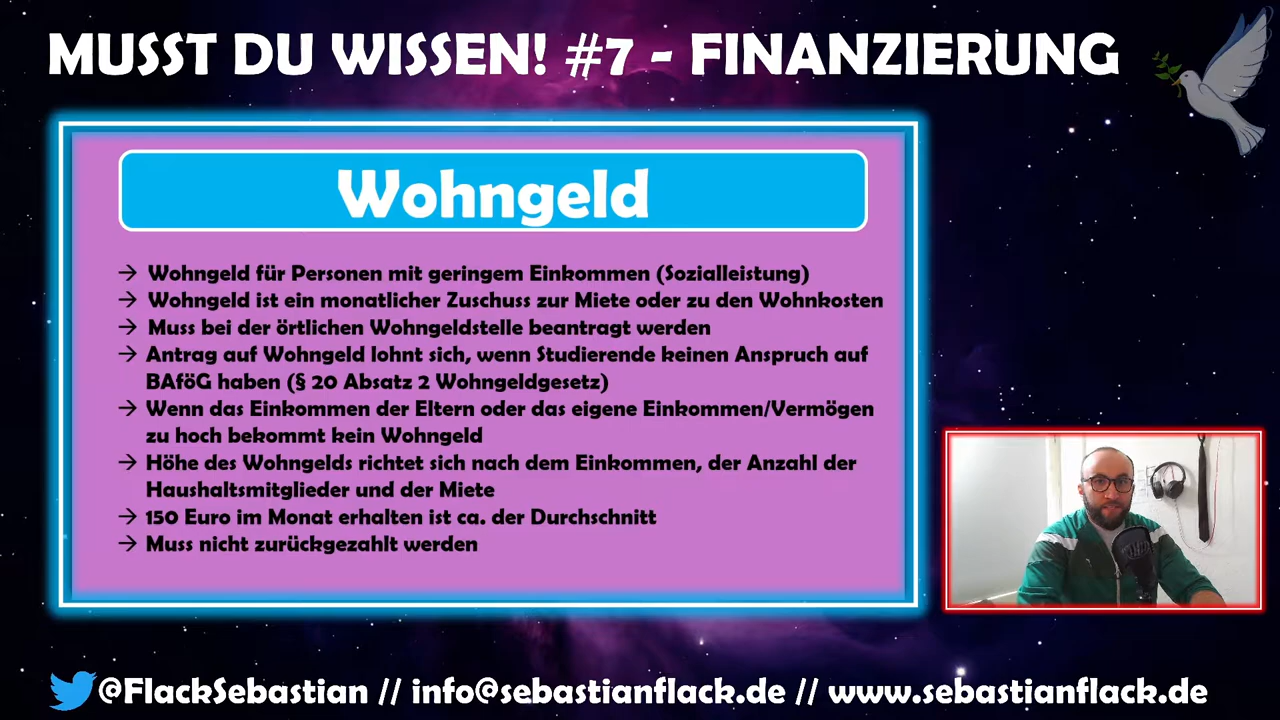 MUSST DU WISSEN! #7 - FINANZIERUNG
Wohngeld
→ Wohngeld für Personen mit geringem Einkommen (Sozialleistung)
→ Wohngeld ist ein monatlicher Zuschuss zur Miete oder zu den Wohnkosten
→ Muss bei der örtlichen Wohngeldstelle beantragt werden
→ Antrag auf Wohngeld lohnt sich, wenn Studierende keinen Anspruch auf
BAföG haben (§ 20 Absatz 2 Wohngeldgesetz)
→ Wenn das Einkommen der Eltern oder das eigene Einkommen/Vermögen
zu hoch bekommt kein Wohngeld
→ Höhe des Wohngelds richtet sich nach dem Einkommen, der Anzahl der
Haushaltsmitglieder und der Miete
→ 150 Euro im Monat erhalten ist ca. der Durchschnitt
→ Muss nicht zurückgezahlt werden
@FlackSebastian // info@sebastianflack.de // www.sebastianflack.de